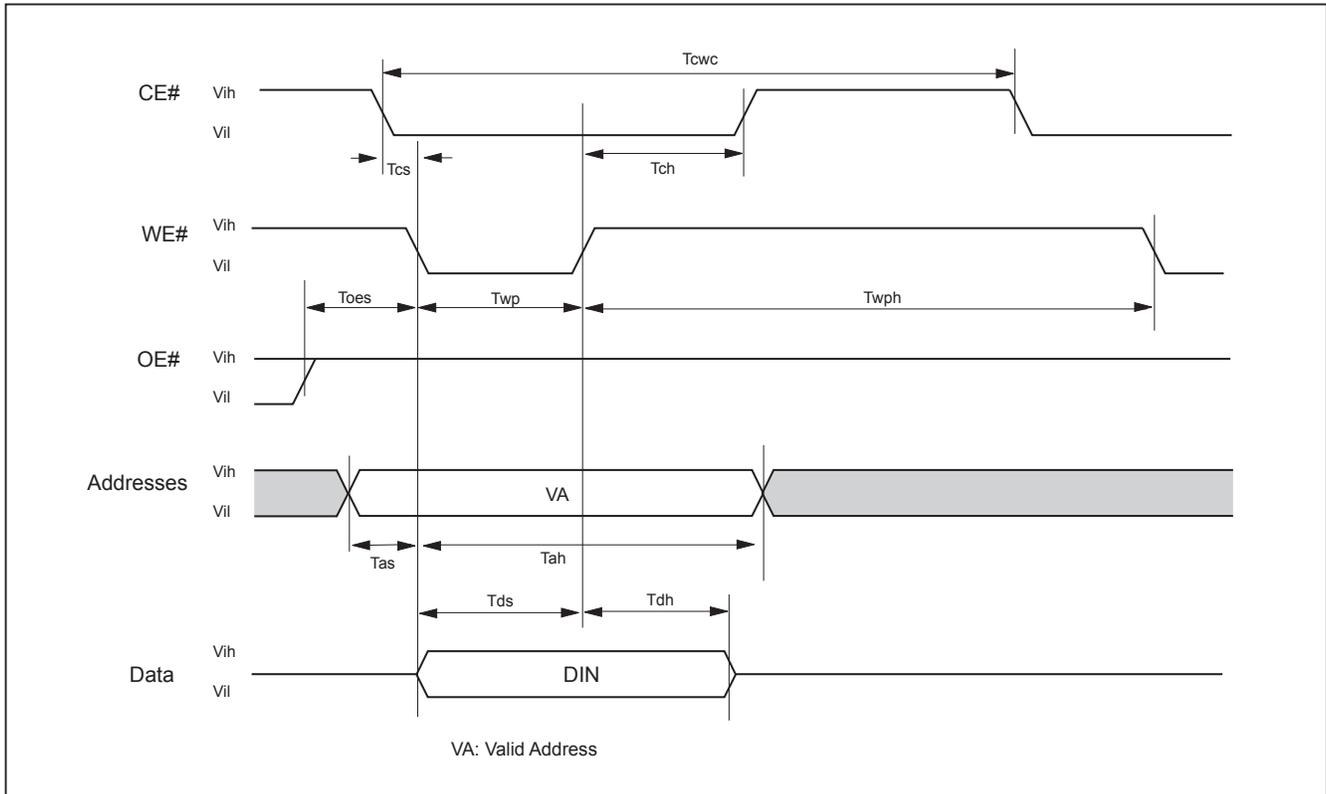 Tcwc
CE# Vih
Vil
Tcs
Tch
WE# Vih
Vil
Toes Twp Twph
OE# Vih
Vil
Addresses Vih
VA
Vil
Tas Tah
Tds Tdh
Vih
Data DIN
Vil
VA: Valid Address